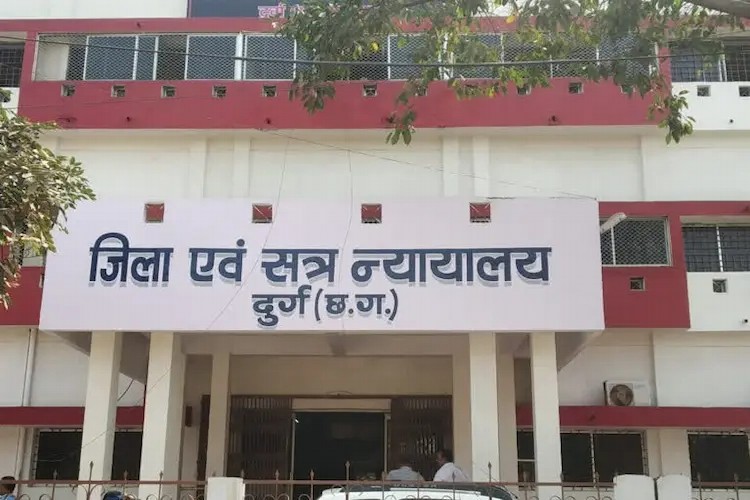 जिला एवं सत्र न्यायालय
दुर्ग (छ.ग.)